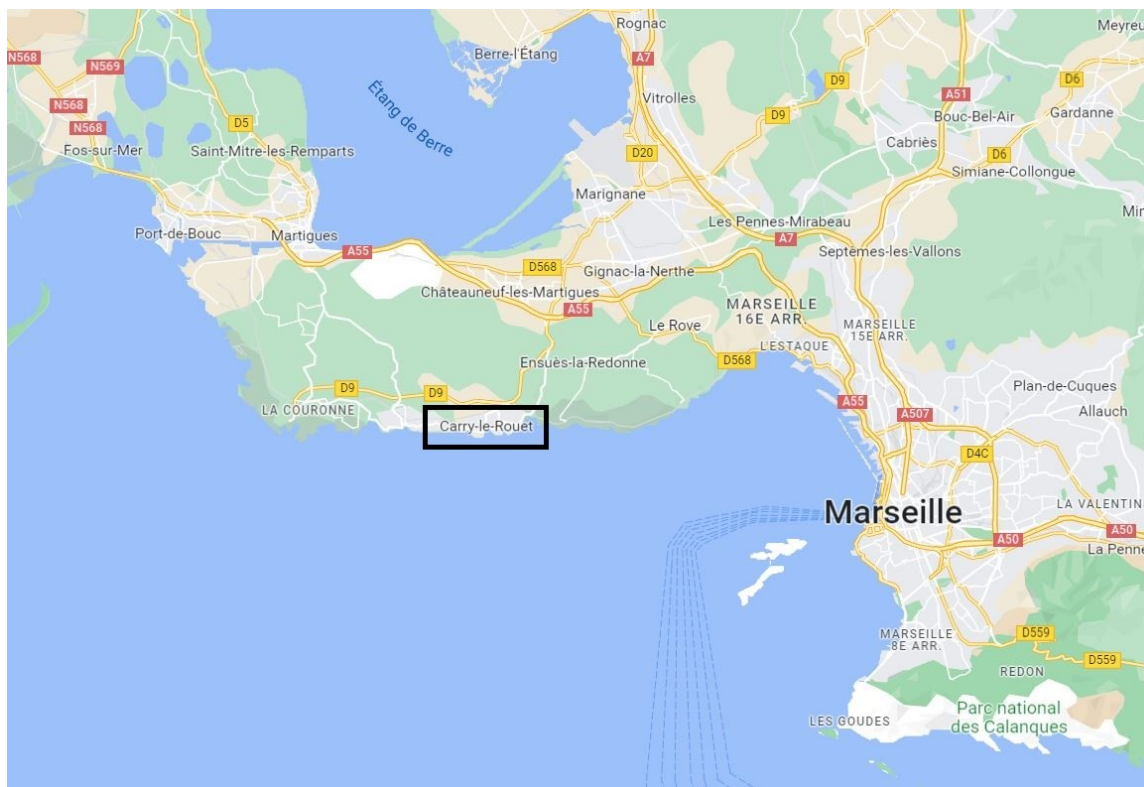 Rognac
Meyreu
N568
Berre-l'Étang
A7
N569
D9
D6
Vitrolles
A51
N568
Étang de Berre
D9
Bouc-Bel-Air
Gardanne
N568
D5
Fos-sur-Mer
Saint-Mitre-les-Remparts
Cabriès
D20
D6
Simiane-Collongue
Marignane
Min
Les Pennes-Mirabeau
Port-de-Bouc
Martigues
A7
A55
Septèmes-les-Vallons
D568
Gignac-la-Nerthe
Châteauneuf-les-Martigues
A55
MARSEILLE
16E ARR.
Le Rove
MARSEILLE
15E ARR.
L'ESTAQUE
Ensuès-la-Redonne
D568
D9
D9
Plan-de-Cuques
A55
LA COURONNE
A507
Allauch
Carry-le-Rouet
D4C
LA VALENTIN
Marseille
A50
A50
La Penne
MARSEILLE
8E ARR.
D559
D559
REDON
Parc national
des Calanques
LES GOUDES